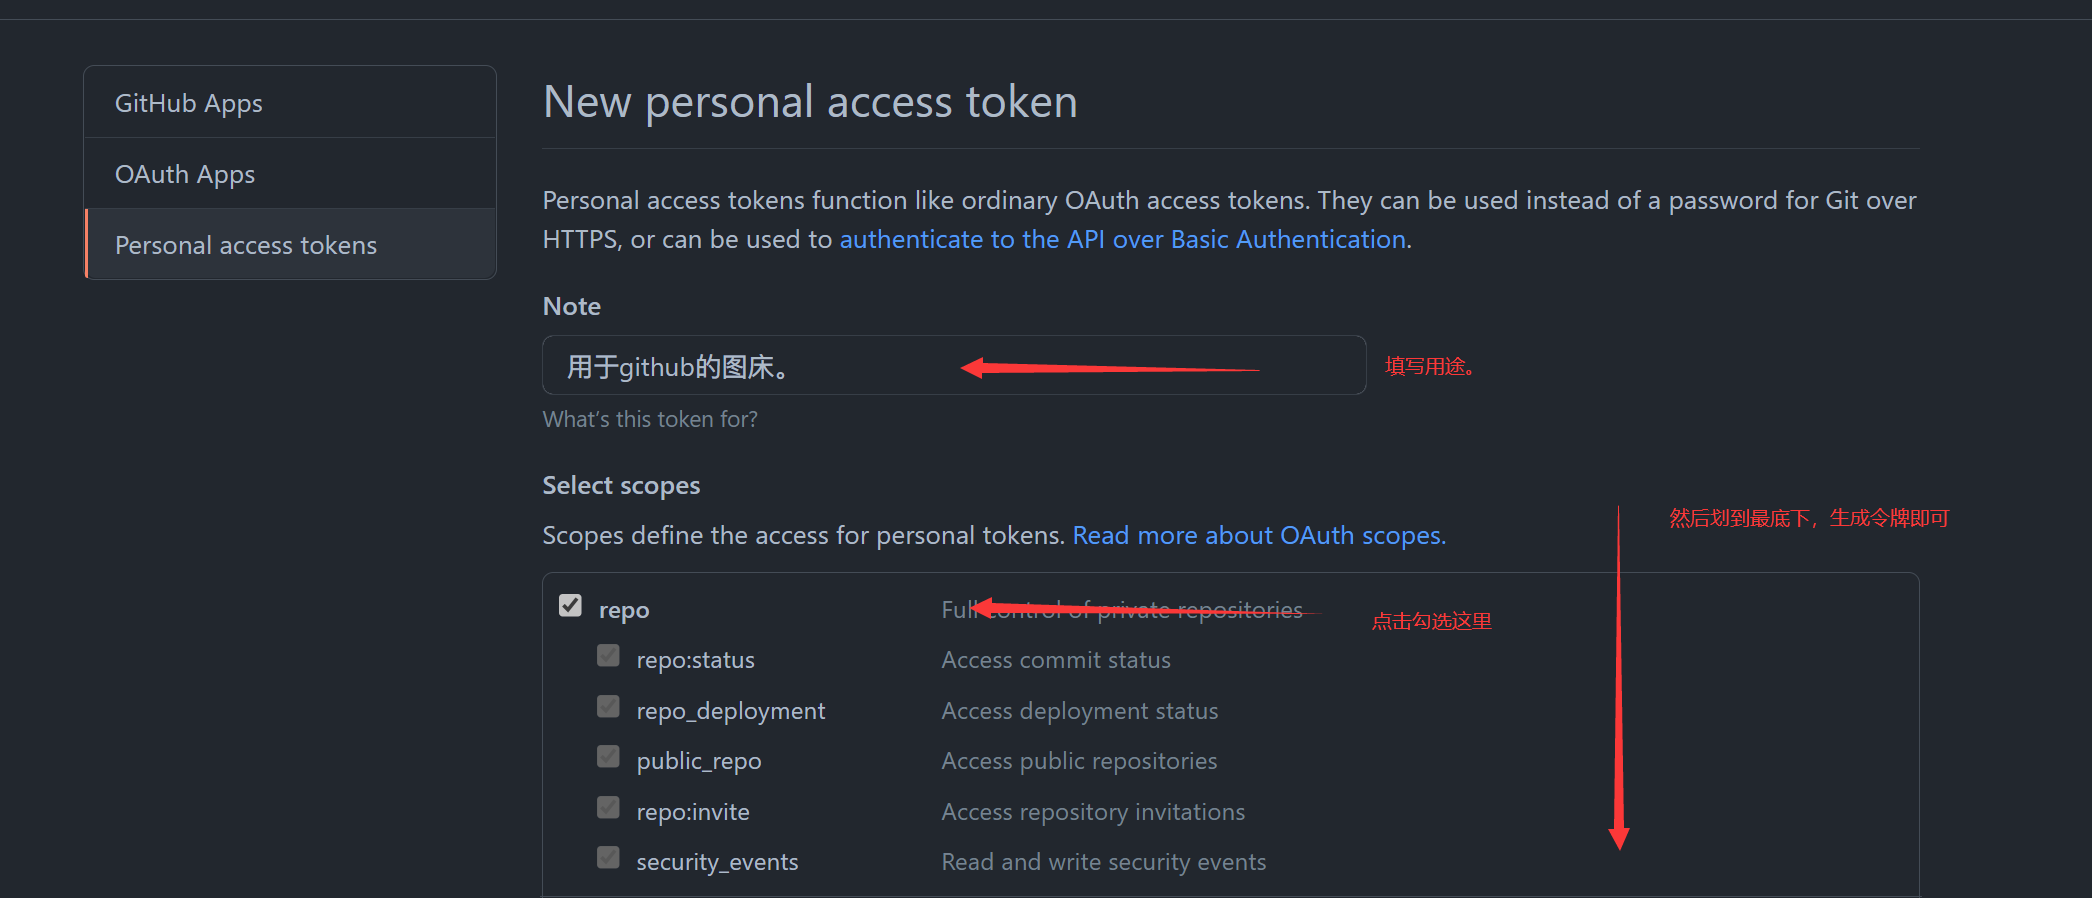 GitHub Apps
OAuth Apps
Personal access tokens
New personal access token
Personal access tokens function like ordinary OAuth access tokens. They can be used instead of a password for Git over
HTTPS, or can be used to authenticate to the API over Basic Authentication.
Note
用于github的图床。
填写用途。
What's this token for?
Select scopes
然后划到最底下，生成令牌即可
Scopes define the access for personal tokens. Read more about OAuth scopes.
repo Full control of private repositories
点击勾选这里
repo:status Access commit status
repo_deployment Access deployment status
public_repo Access public repositories
repo:invite Access repository invitations
security_events Read and write security events